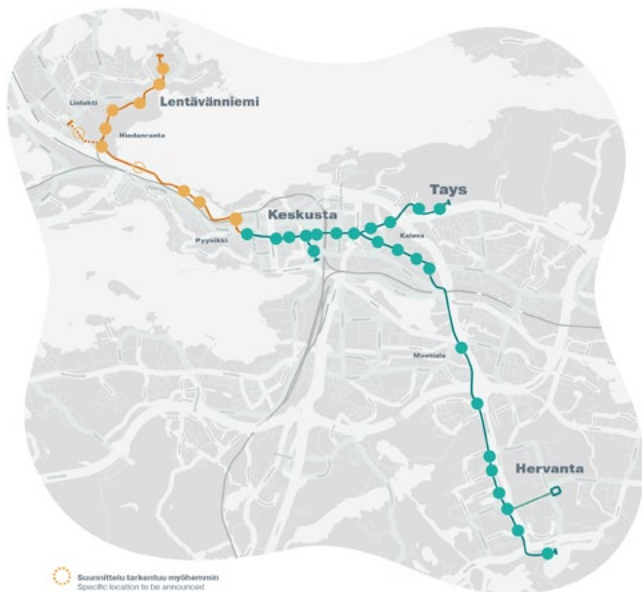 Lentävänniemi
Lielahti
Hiedanranta
Tays
Keskusta
Kaleva
Pyynikki
Muotiala
Hervanta
Suunnittelu tarkentuu myöhemmin
Specific location to be announced